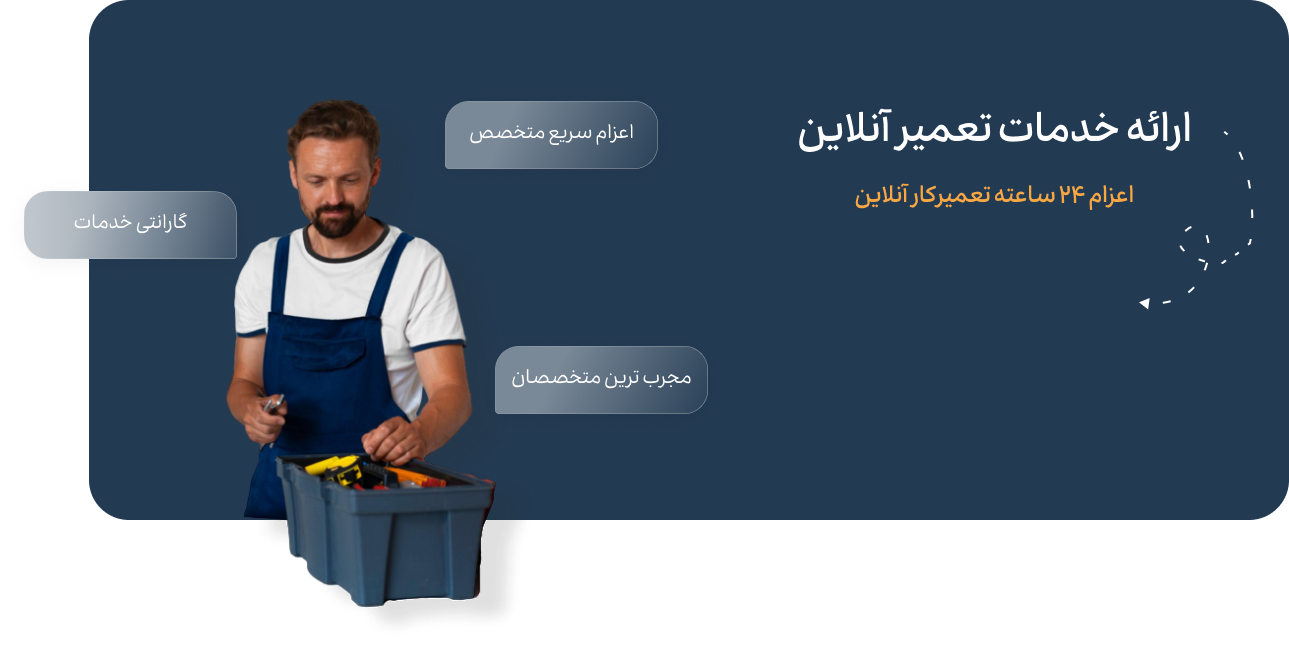 ارائه خدمات تعمیر آنلاین
اعزام ۲۴ ساعته تعمیرکار آنلاین
اعزام سریع متخصص
گارانتی خدمات
مجرب ترین متخصصان